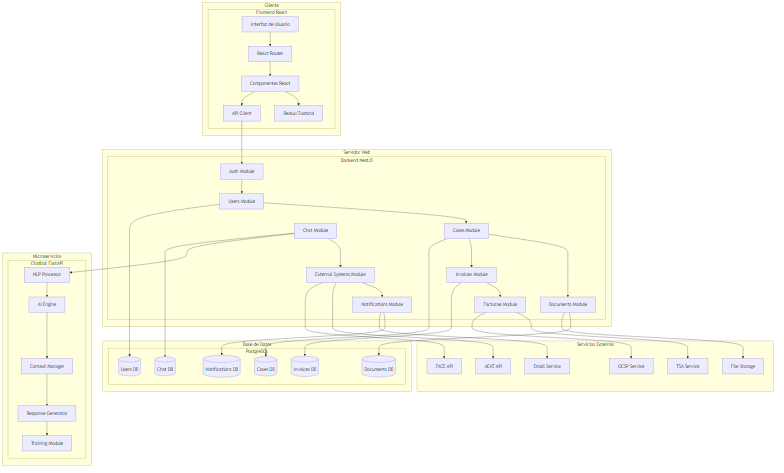 Cliente
Frontend React
Interfaz de Usuario
React Router
Componentes React
API Client
Redux/Zustand
Servidor Web
Backend NestJS
Auth Module
Users Module
Chat Module
Cases Module
External Systems Module
Invoices Module
Notifications Module
Facturae Module
Documents Module
Microservicios
Chatbot FastAPI
NLP Processor
AI Engine
Context Manager
Response Generator
Training Module
Base de Datos
PostgreSQL
Users DB
Chat DB
Notifications DB
Cases DB
Invoices DB
Documents DB
Servicios Externos
FACE API
AEAT API
Email Service
OCSP Service
TSA Service
File Storage